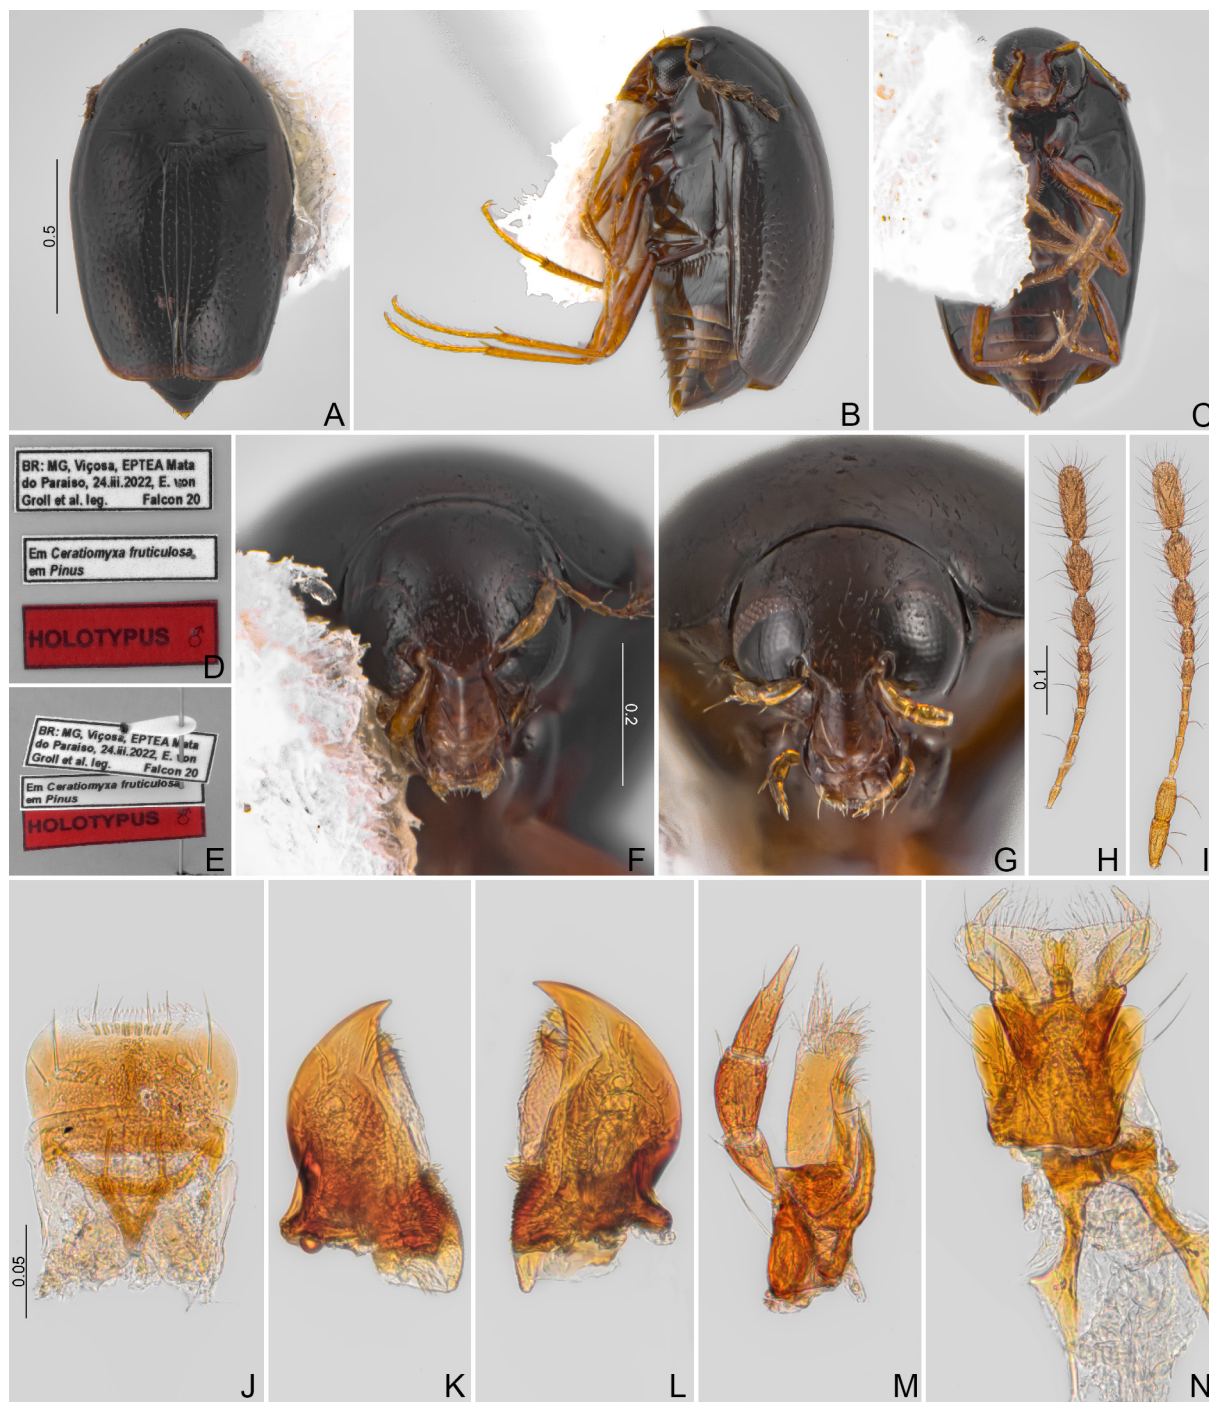 0.5
A
B
C
BR: MG, Viçosa, EPTEA Mata
do Paraíso, 24.iii.2022, E. von
Groll et al. leg. Falcon 20
Em Ceratiomyxa fruticulosa,
em Pinus
HOLOTYPUS ♂
D
BR: MG, Viçosa, EPTEA Mata
do Paraíso, 24.iii.2022, E. von
Groll et al. leg. Falcon 20
Em Ceratiomyxa fruticulosa,
em Pinus
HOLOTYPUS ♂
E
0.2
F
G
0.1
H
I
0.05
J
K
L
M
N